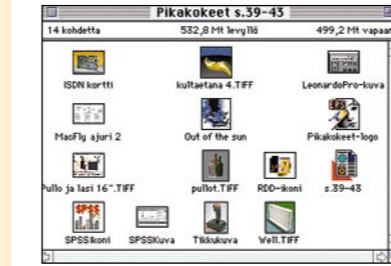 Pikakokeet s.39-43
14 kohdetta 532,8 Mt levyllä 499,2 Mt vapaan
ISDN kortti kultaetana 4.TIFF LeonardoPro-kuva
MacFly ajuri 2 Out of the sun Pikakokeet-logo
Pullo ja lasi 16".TIFF pullot.TIFF RDD-ikoni s.39-43
SPSS
SPSSikoni SPSSKuva Tikkukuva Well.TIFF